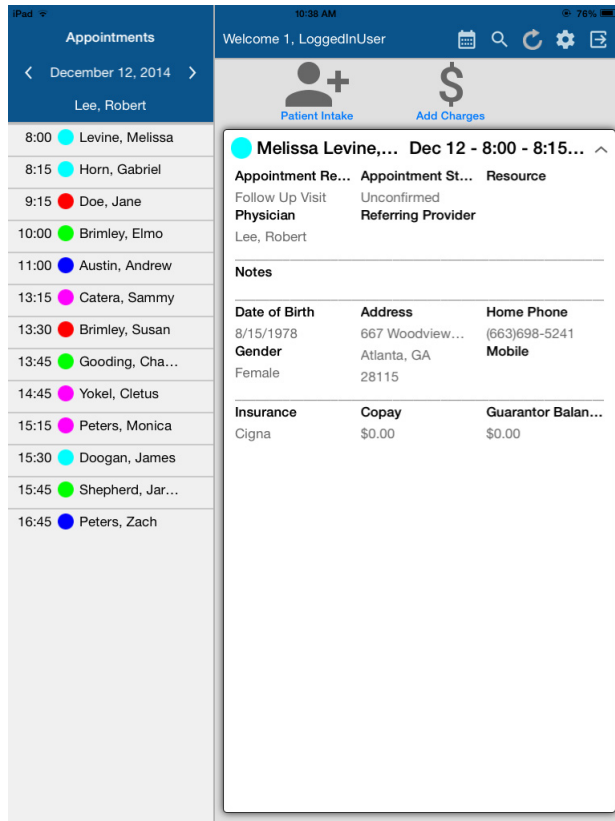 iPad 10:38 AM 76%
Appointments
December 12, 2014
Lee, Robert
8:00 Levine, Melissa
8:15 Horn, Gabriel
9:15 Doe, Jane
10:00 Brimley, Elmo
11:00 Austin, Andrew
13:15 Catera, Sammy
13:30 Brimley, Susan
13:45 Gooding, Cha...
14:45 Yokel, Cletus
15:15 Peters, Monica
15:30 Doogan, James
15:45 Shepherd, Jar...
16:45 Peters, Zach
Welcome 1, LoggedInUser
Patient Intake Add Charges
Melissa Levine,... Dec 12 - 8:00 - 8:15...
Appointment Re... Appointment St... Resource
Follow Up Visit Unconfirmed
Physician Referring Provider
Lee, Robert
Notes
Date of Birth Address Home Phone
8/15/1978 667 Woodview... (663)698-5241
Gender Atlanta, GA Mobile
Female 28115
Insurance Copay Guarantor Balan...
Cigna $0.00 $0.00